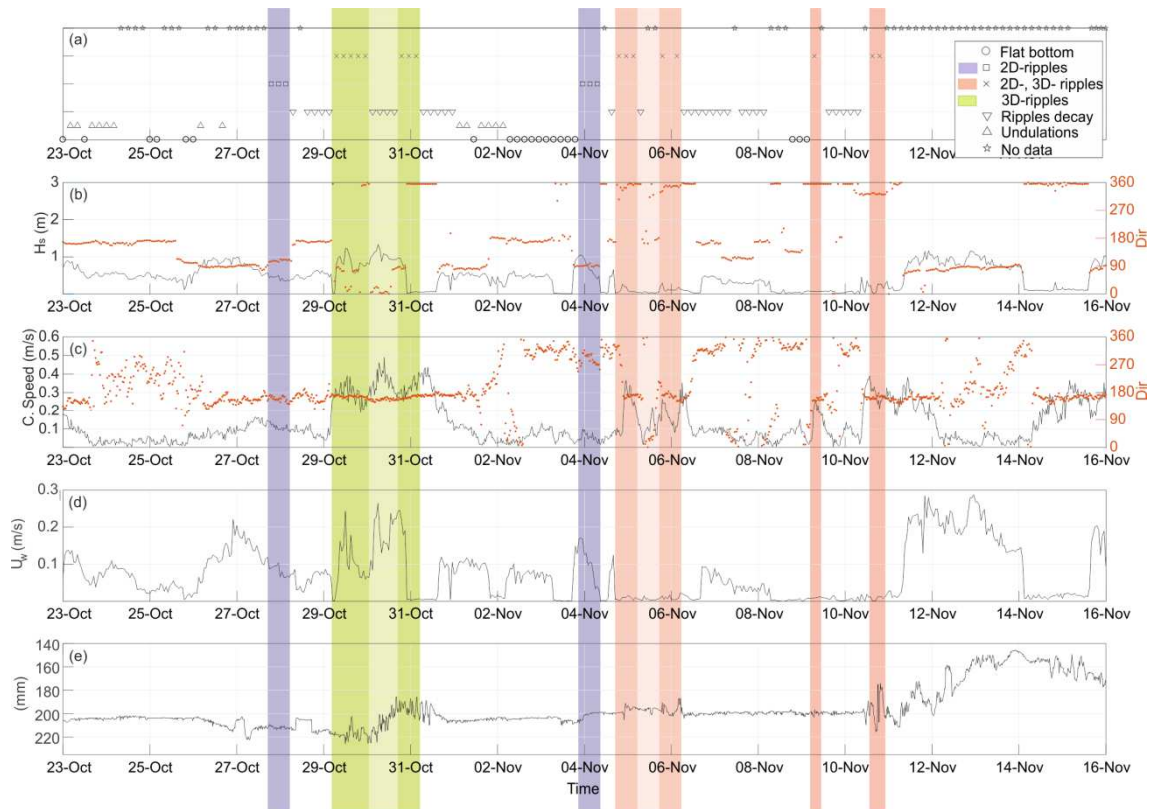 (a)
Flat bottom
2D-ripples
2D-, 3D- ripples
3D-ripples
Ripples decay
Undulations
No data
23-Oct 25-Oct 27-Oct 29-Oct 31-Oct 02-Nov 04-Nov 06-Nov 08-Nov
(b)
Hs (m)
3
2
1
0
360
270
180
90
0
Dir
23-Oct 25-Oct 27-Oct 29-Oct 31-Oct 02-Nov 04-Nov 06-Nov 08-Nov 10-Nov 12-Nov 14-Nov 16-Nov
(c)
C. Speed (m/s)
0.6
0.5
0.4
0.3
0.2
0.1
360
270
180
90
0
Dir
23-Oct 25-Oct 27-Oct 29-Oct 31-Oct 02-Nov 04-Nov 06-Nov 08-Nov 10-Nov 12-Nov 14-Nov 16-Nov
(d)
Uw (m/s)
0.3
0.2
0.1
23-Oct 25-Oct 27-Oct 29-Oct 31-Oct 02-Nov 04-Nov 06-Nov 08-Nov 10-Nov 12-Nov 14-Nov 16-Nov
(e)
(mm)
140
160
180
200
220
23-Oct 25-Oct 27-Oct 29-Oct 31-Oct 02-Nov 04-Nov 06-Nov 08-Nov 10-Nov 12-Nov 14-Nov 16-Nov
Time